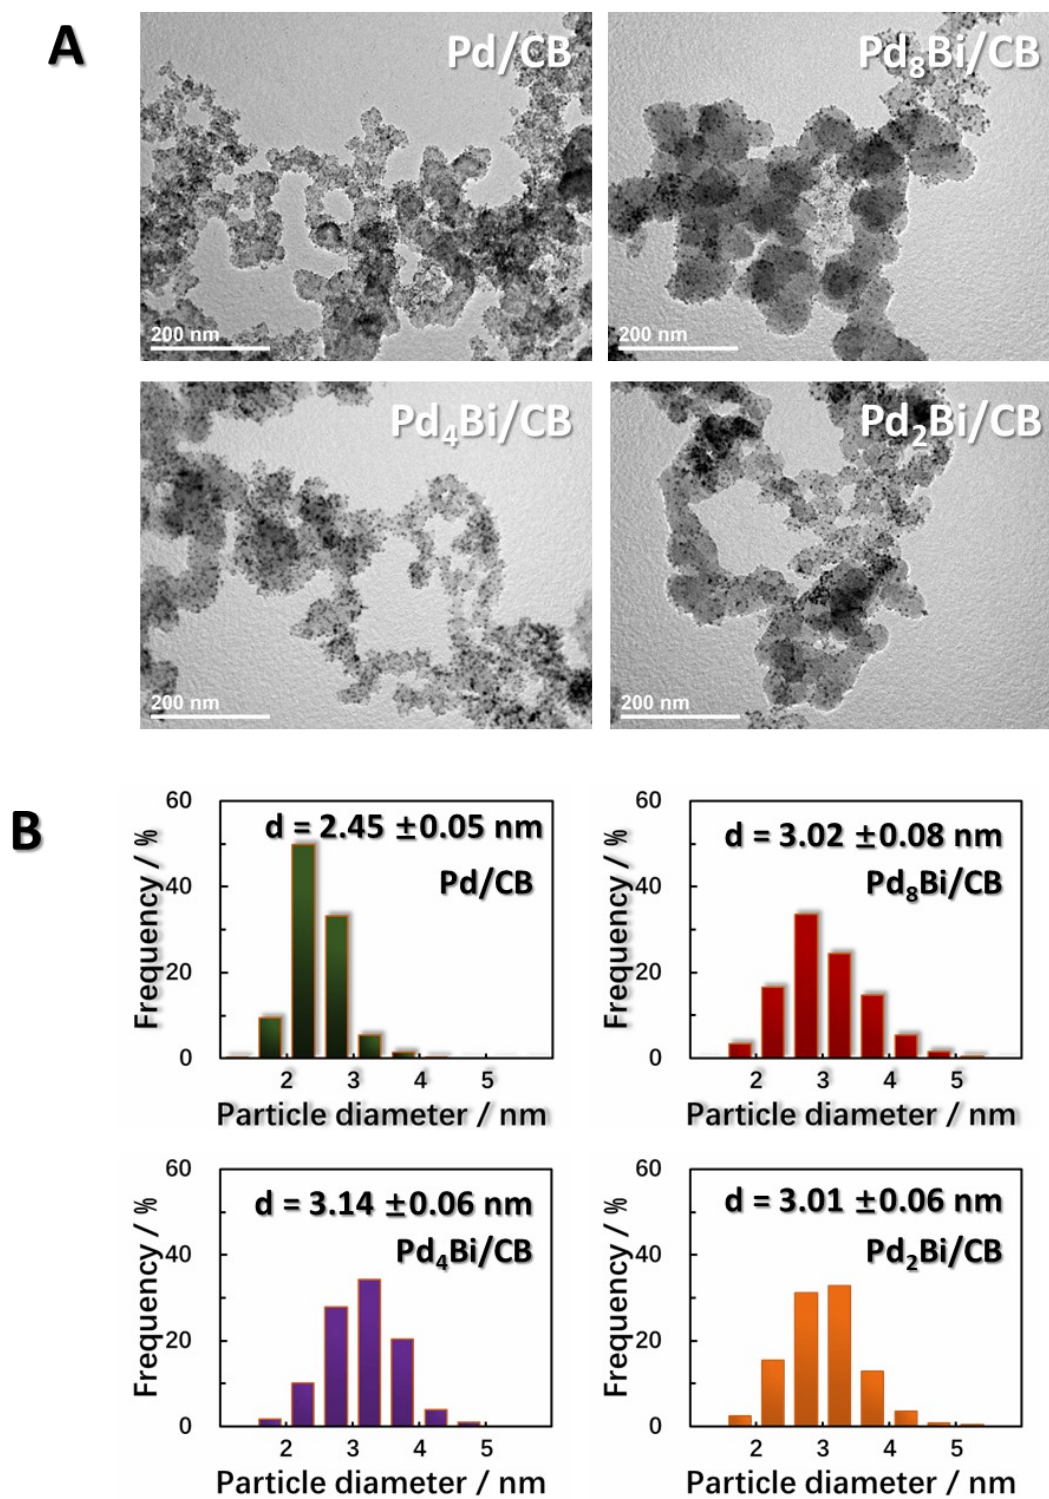 A
Pd/CB
200 nm
Pd₈Bi/CB
200 nm
Pd₄Bi/CB
200 nm
Pd₂Bi/CB
200 nm
B
60
40
20
0
Frequency / %
d = 2.45 ±0.05 nm
Pd/CB
2 3 4 5
Particle diameter / nm
60
40
20
0
Frequency / %
d = 3.02 ±0.08 nm
Pd₈Bi/CB
2 3 4 5
Particle diameter / nm
60
40
20
0
Frequency / %
d = 3.14 ±0.06 nm
Pd₄Bi/CB
2 3 4 5
Particle diameter / nm
60
40
20
0
Frequency / %
d = 3.01 ±0.06 nm
Pd₂Bi/CB
2 3 4 5
Particle diameter / nm